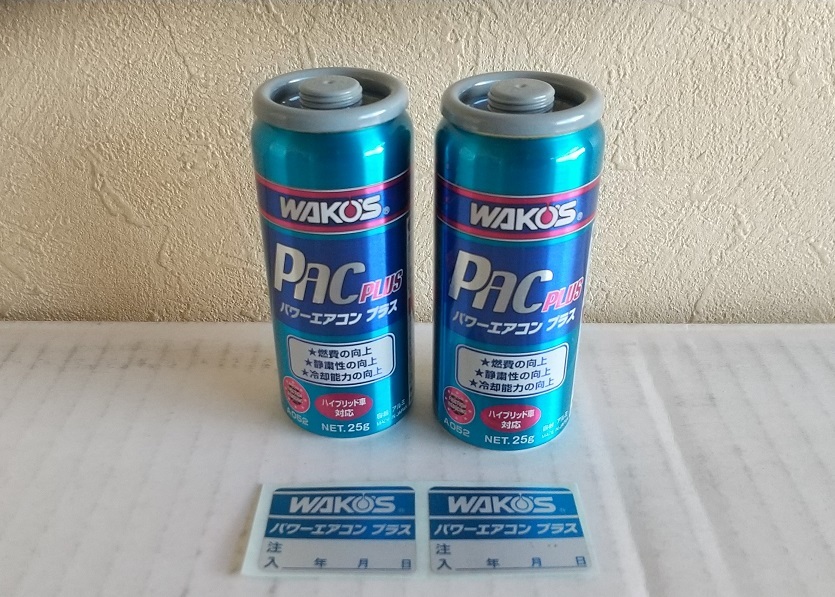 WAKO'S®
PAC PLUS
パワーエアコン プラス
★燃費の向上
★静粛性の向上
★冷却能力の向上
ハイブリッド車
対応
A052
NET.25g
WAKO'S®
PAC PLUS
パワーエアコン プラス
★燃費の向上
★静粛性の向上
★冷却能力の向上
ハイブリッド車
対応
A052
NET.25g
WAKO'S
パワーエアコン プラス
注
入 年 月 日
WAKO'S
パワーエアコン プラス
注
入 年 月 日